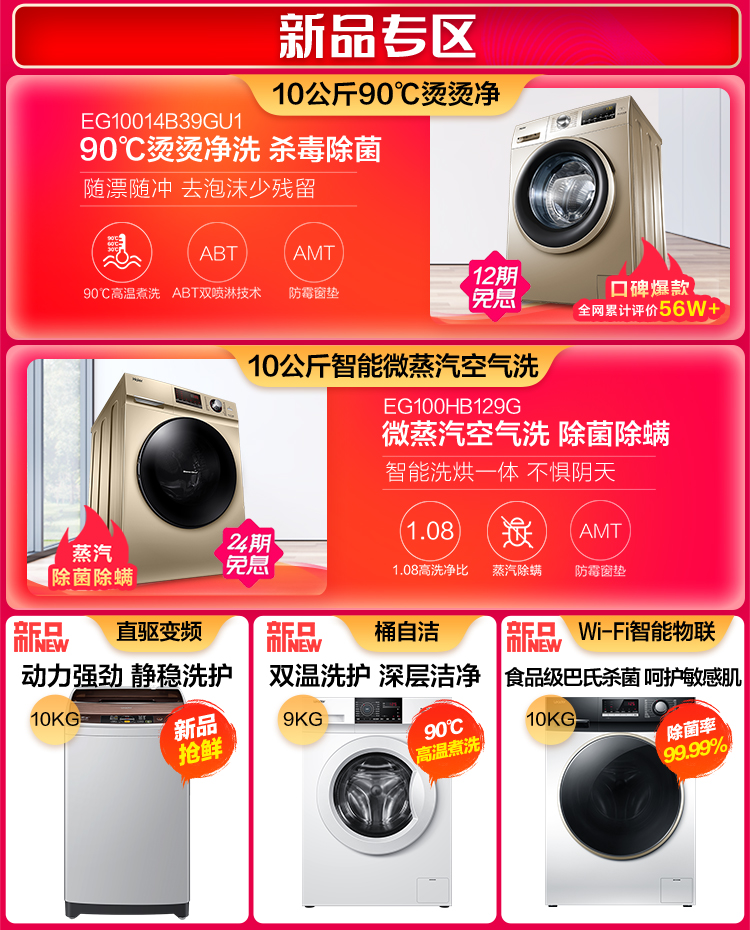 新品专区
10公斤90℃烫烫净
EG10014B39GU1
90℃烫烫净洗 杀毒除菌
随漂随冲 去泡沫少残留
90℃
60℃
30℃
ABT
AMT
90℃高温煮洗
ABT双喷淋技术
防霉窗垫
Haier
12期
免息
口碑爆款
全网累计评价56W+
10公斤智能微蒸汽空气洗
EG100HB129G
微蒸汽空气洗 除菌除螨
智能洗烘一体 不惧阴天
1.08
AMT
1.08高洗净比
蒸汽除螨
防霉窗垫
Haier
蒸汽
除菌除螨
24期
免息
新品
NEW
直驱变频
动力强劲 静稳洗护
10KG
新品
抢鲜
新品
NEW
桶自洁
双温洗护 深层洁净
9KG
90℃
高温煮洗
新品
NEW
Wi-Fi智能物联
食品级巴氏杀菌 呵护敏感肌
10KG
除菌率
99.99%